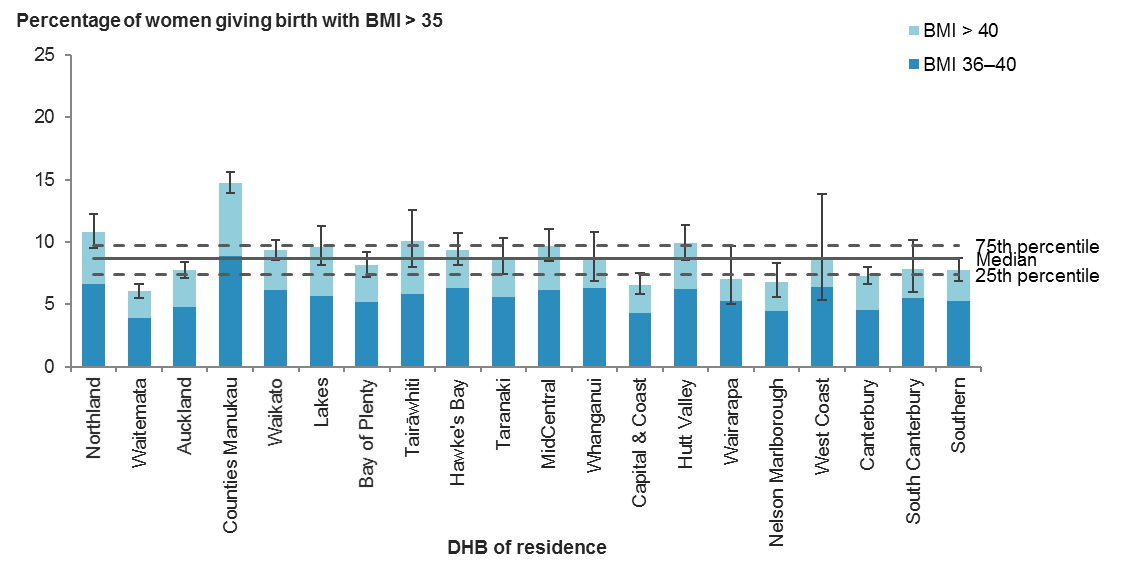 Percentage of women giving birth with BMI > 35
BMI > 40
BMI 36–40
25
20
15
10
5
0
75th percentile
Median
25th percentile
Northland
Waitemata
Auckland
Counties Manukau
Waikato
Lakes
Bay of Plenty
Tairāwhiti
Hawke's Bay
Taranaki
MidCentral
Whanganui
Capital & Coast
Hutt Valley
Wairarapa
Nelson Marlborough
West Coast
Canterbury
South Canterbury
Southern
DHB of residence